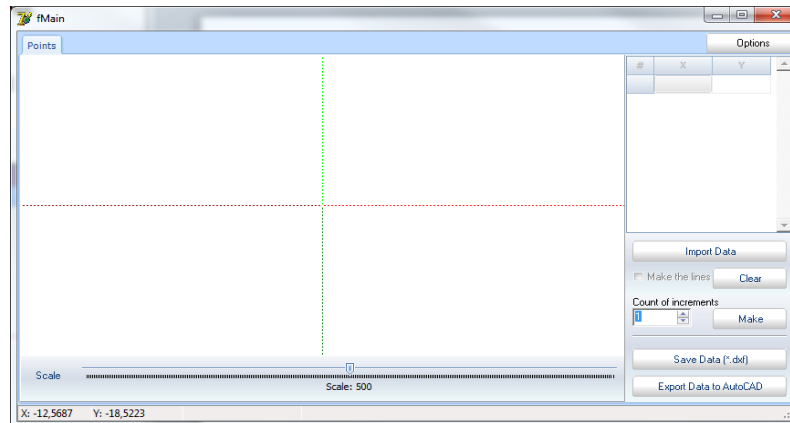 fMain
Points
Options
# X Y
Import Data
Make the lines Clear
Count of increments
1
Make
Save Data (*.dxf)
Export Data to AutoCAD
Scale
Scale: 500
X: -12,5687 Y: -18,5223